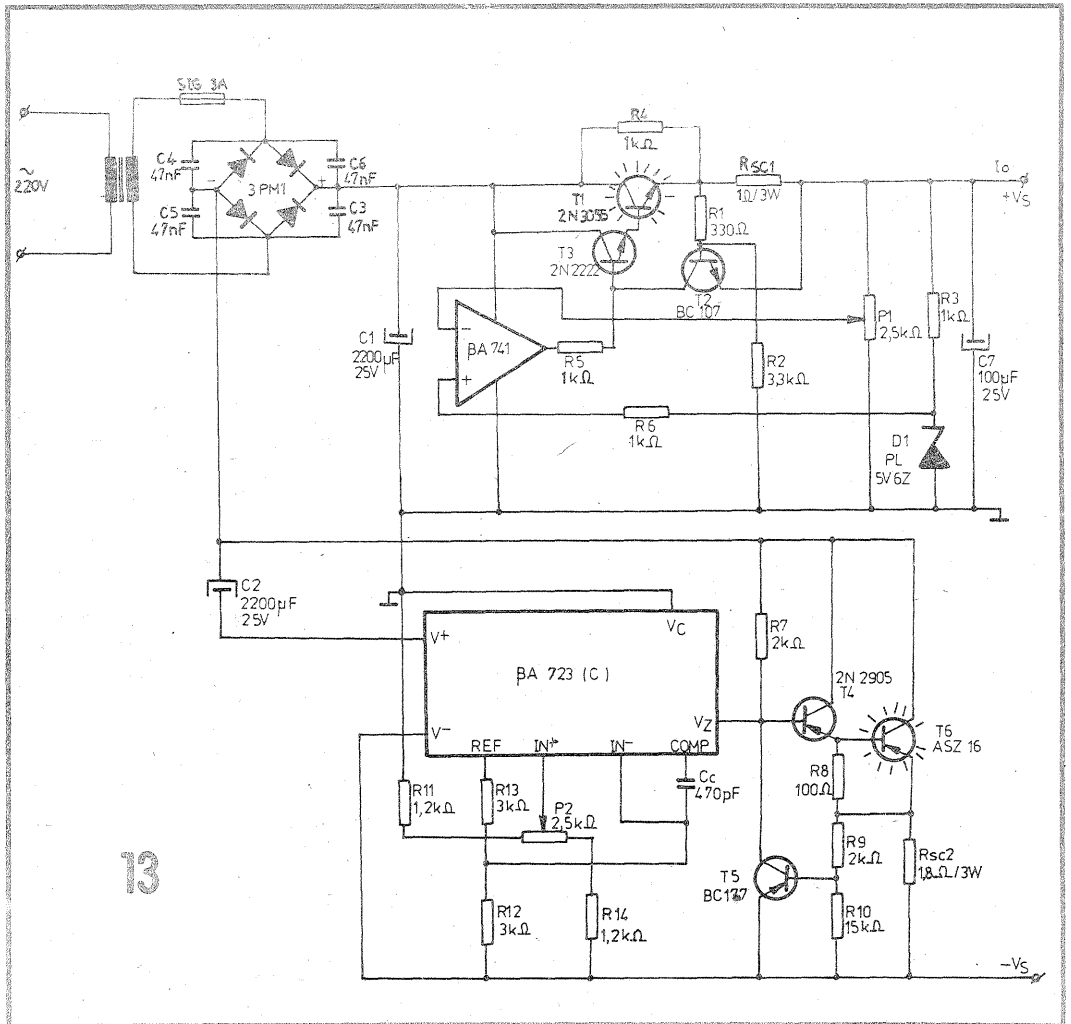 SIG 3A
~
220V
C4
47nF
C6
47nF
3PM1
C5
47nF
C3
47nF
-
+
R4
1kΩ
T1
2N3055
RSC1
1Ω/3W
Io
+VS
R1
330Ω
T3
2N2222
T2
BC 107
C1
2200µF
25V
-
βA 741
+
R5
1kΩ
R2
3,3kΩ
P1
2,5kΩ
R3
1kΩ
C7
100µF
25V
R6
1kΩ
D1
PL
5V6Z
C2
2200µF
25V
V+
VC
βA 723 (C)
VZ
V-
REF
IN+
IN-
COMP
R7
2kΩ
2N 2905
T4
T6
ASZ 16
R11
1,2kΩ
R13
3kΩ
P2
2,5kΩ
Cc
470pF
R8
100Ω
R9
2kΩ
Rsc2
1,8Ω/3W
T5
R10
15kΩ
R12
3kΩ
R14
1,2kΩ
-VS
13